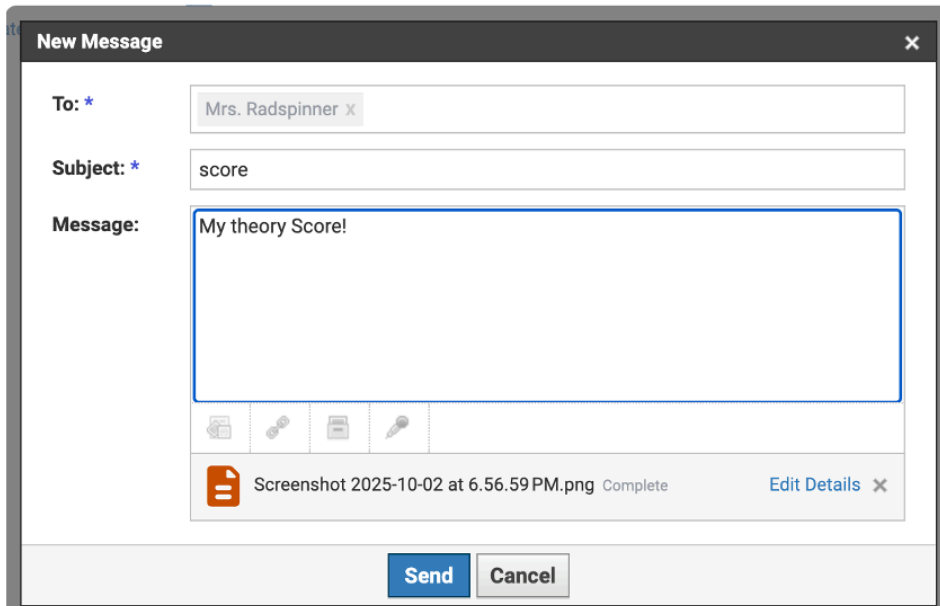 New Message ×
To: *
Mrs. Radspinner x
Subject: *
score
Message:
My theory Score!
Screenshot 2025-10-02 at 6.56.59 PM.png Complete Edit Details ×
Send Cancel